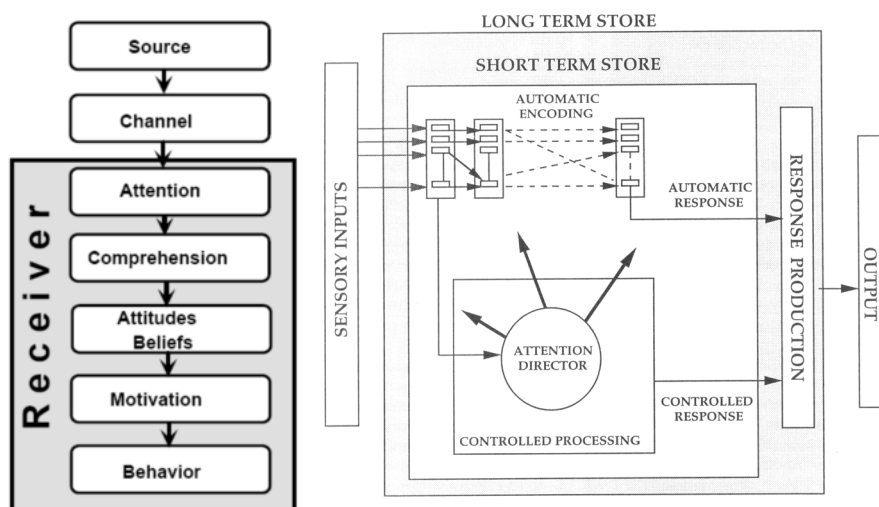 Source
Channel
Receiver
Attention
Comprehension
Attitudes
Beliefs
Motivation
Behavior
LONG TERM STORE
SHORT TERM STORE
SENSORY INPUTS
AUTOMATIC
ENCODING
AUTOMATIC
RESPONSE
ATTENTION
DIRECTOR
CONTROLLED PROCESSING
CONTROLLED
RESPONSE
RESPONSE PRODUCTION
OUTPUT